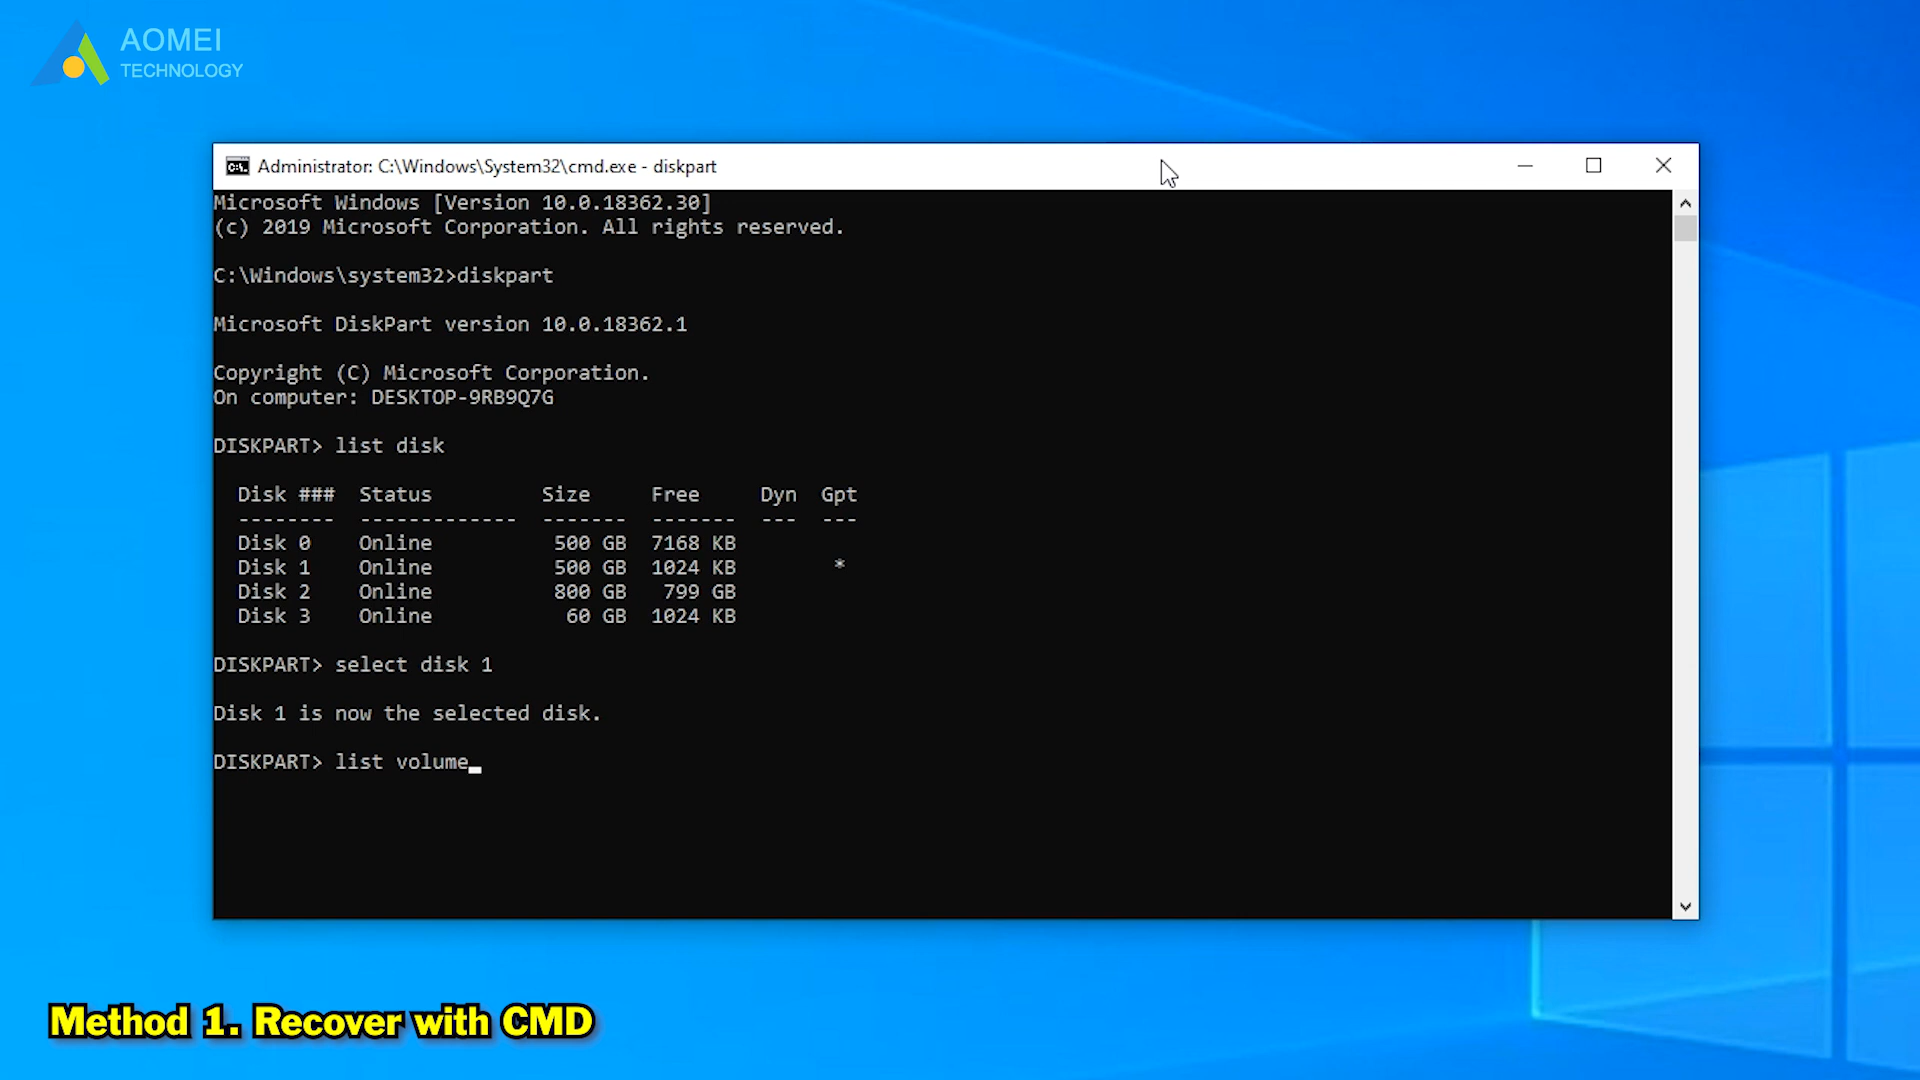 AOMEI
TECHNOLOGY
Administrator: C:\Windows\System32\cmd.exe - diskpart
Microsoft Windows [Version 10.0.18362.30]
(c) 2019 Microsoft Corporation. All rights reserved.
C:\Windows\system32>diskpart
Microsoft DiskPart version 10.0.18362.1
Copyright (C) Microsoft Corporation.
On computer: DESKTOP-9RB9Q7G
DISKPART> list disk
  Disk ###  Status         Size     Free     Dyn  Gpt
  --------  -------------  -------  -------  ---  ---
  Disk 0    Online          500 GB  7168 KB
  Disk 1    Online          500 GB  1024 KB        *
  Disk 2    Online          800 GB   799 GB
  Disk 3    Online           60 GB  1024 KB
DISKPART> select disk 1
Disk 1 is now the selected disk.
DISKPART> list volume_
Method 1. Recover with CMD